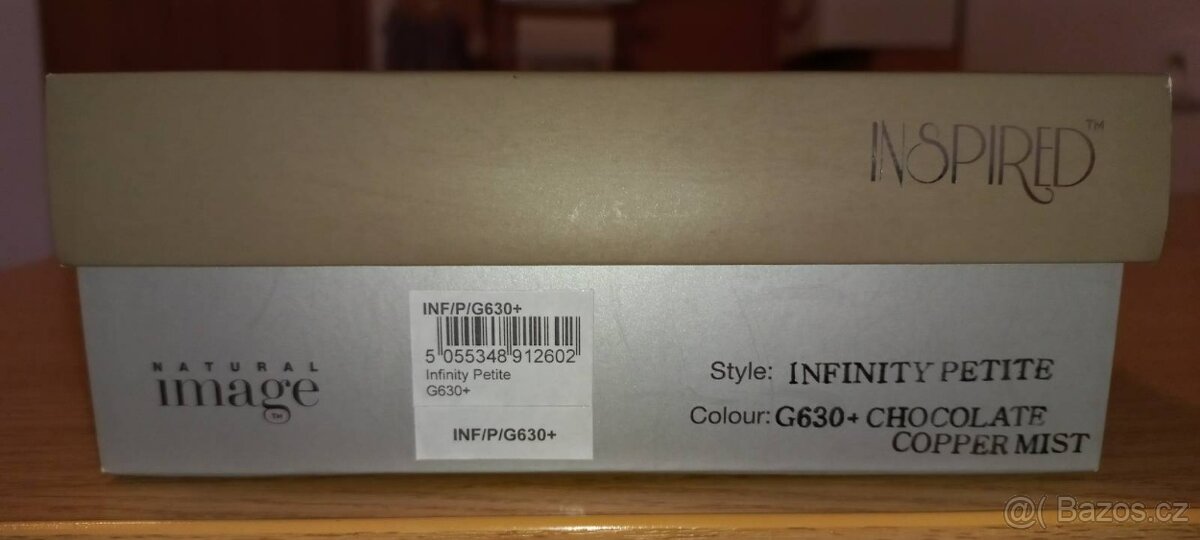 INSPIRED™
NATURAL
image
TM
INF/P/G630+
5 055348 912602
Infinity Petite
G630+
INF/P/G630+
Style: INFINITY PETITE
Colour: G630+ CHOCOLATE
COPPER MIST
@( Bazos.cz